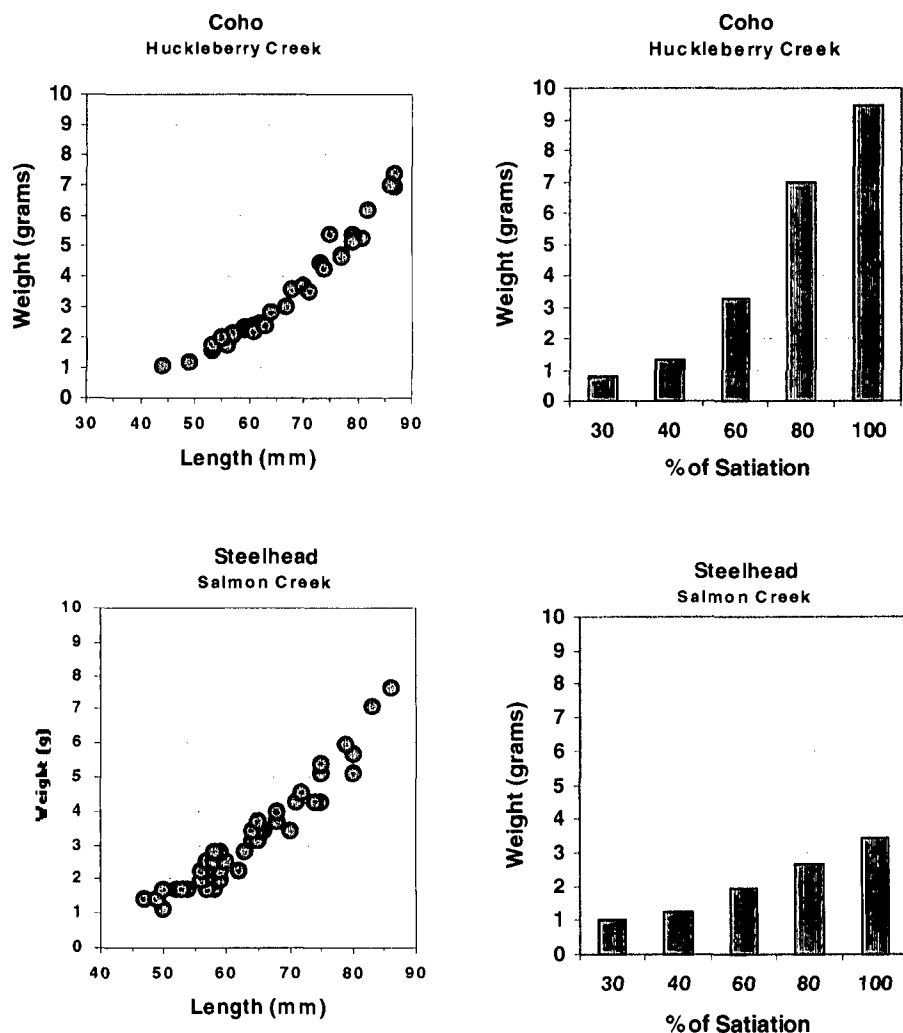 Coho
Huckleberry Creek
10
9
8
7
6
5
4
3
2
1
0
Weight (grams)
30 40 50 60 70 80 90
Length (mm)
Coho
Huckleberry Creek
10
9
8
7
6
5
4
3
2
1
0
Weight (grams)
30 40 60 80 100
% of Satiation
Steelhead
Salmon Creek
10
9
8
7
6
5
4
3
2
1
0
Weight (g)
40 50 60 70 80 90
Length (mm)
Steelhead
Salmon Creek
10
9
8
7
6
5
4
3
2
1
0
Weight (grams)
30 40 60 80 100
% of Satiation